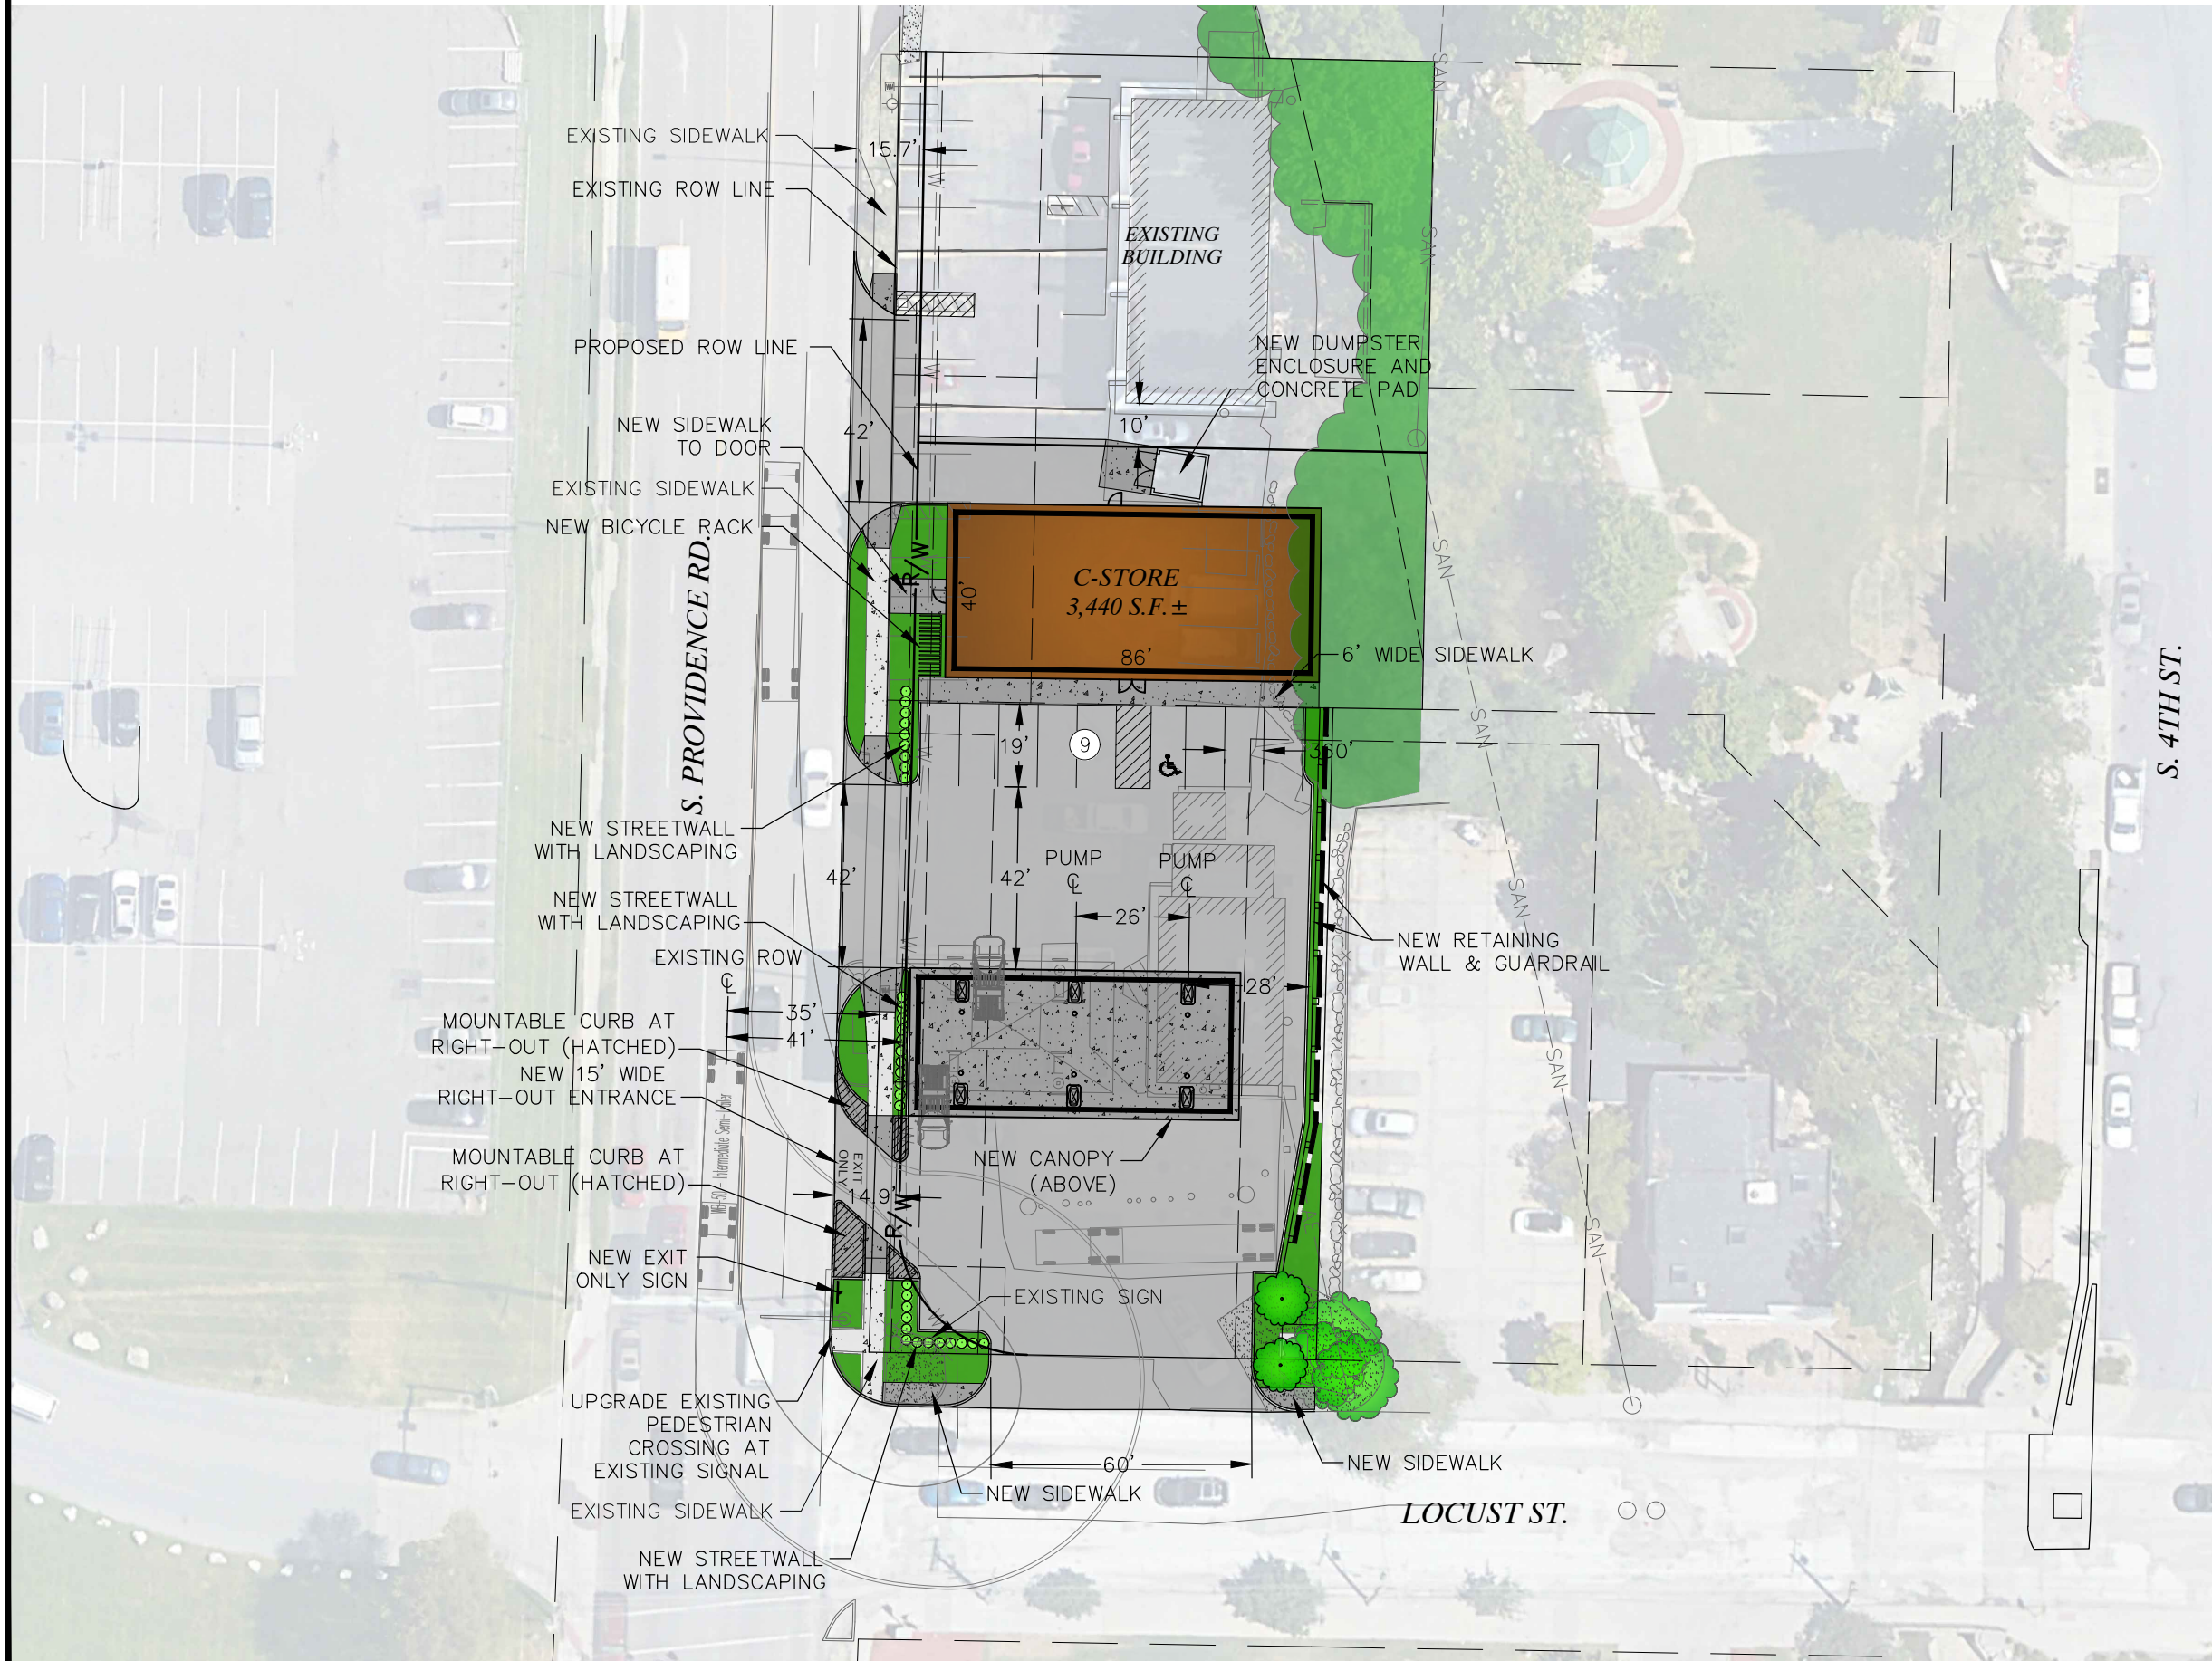 EXISTING SIDEWALK
15.7'
EXISTING ROW LINE
EXISTING
BUILDING
PROPOSED ROW LINE
NEW DUMPSTER
ENCLOSURE AND
CONCRETE PAD
10'
42'
NEW SIDEWALK
TO DOOR
EXISTING SIDEWALK
NEW BICYCLE RACK
R/W
40'
C-STORE
3,440 S.F.±
86'
6' WIDE SIDEWALK
S. PROVIDENCE RD.
S. 4TH ST.
19'
9
NEW STREETWALL
WITH LANDSCAPING
42'
42'
PUMP
℄
PUMP
℄
26'
NEW STREETWALL
WITH LANDSCAPING
NEW RETAINING
WALL & GUARDRAIL
EXISTING ROW
℄
28'
35'
41'
MOUNTABLE CURB AT
RIGHT-OUT (HATCHED)
NEW 15' WIDE
RIGHT-OUT ENTRANCE
WB-50 - Intermediate Semi-Trailer
MOUNTABLE CURB AT
RIGHT-OUT (HATCHED)
EXIT
ONLY
14.9'
R/W
NEW CANOPY
(ABOVE)
NEW EXIT
ONLY SIGN
EXISTING SIGN
UPGRADE EXISTING
PEDESTRIAN
CROSSING AT
EXISTING SIGNAL
60'
NEW SIDEWALK
NEW SIDEWALK
EXISTING SIDEWALK
LOCUST ST.
NEW STREETWALL
WITH LANDSCAPING
SAN
SAN
SAN
SAN
SAN
SAN
SAN
W
W
W
W